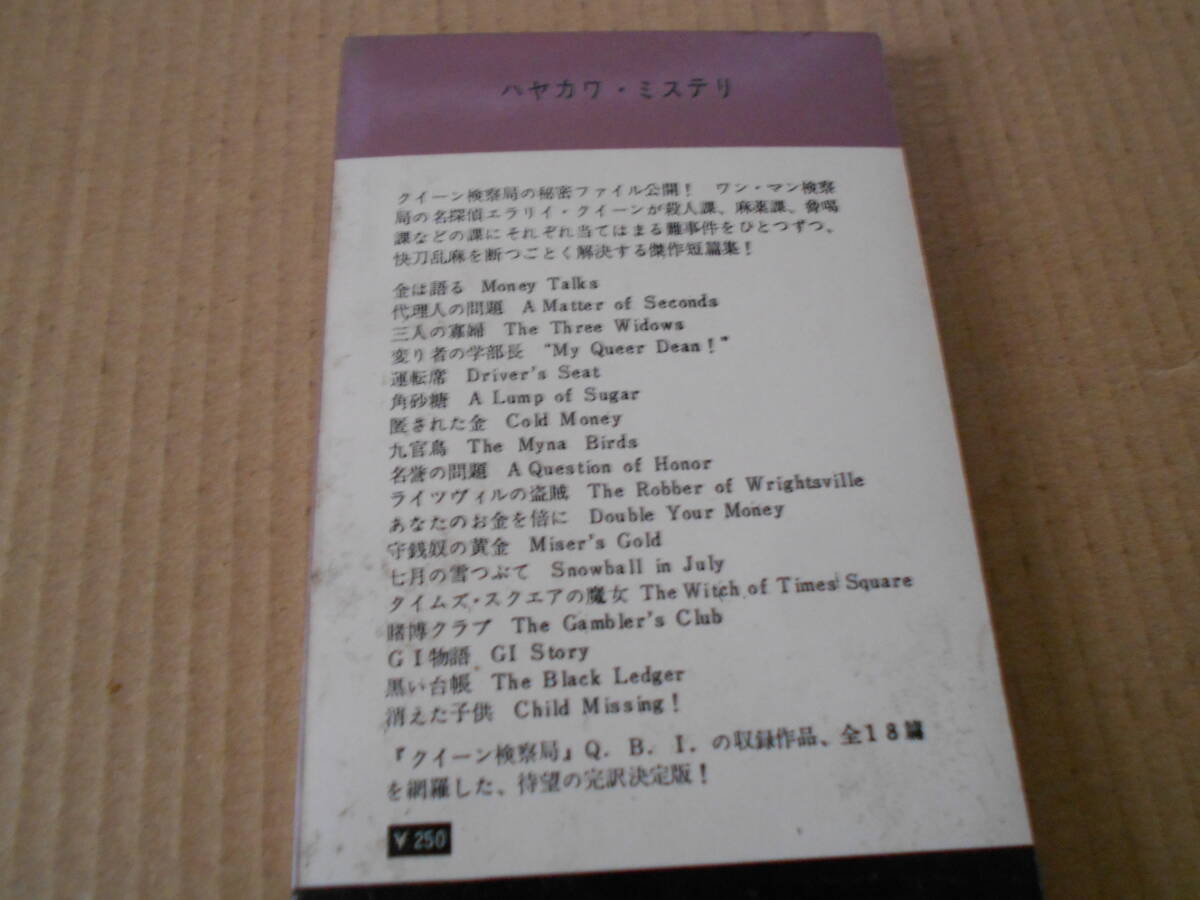 ハヤカワ・ミステリ
クイーン検察局の秘密ファイル公開! ワン・マン検察
局の名探偵エラリイ・クイーンが殺人課、麻薬課、脅喝
課などの課にそれぞれ当てはまる難事件をひとつずつ、
快刀乱麻を断つごとく解決する傑作短篇集!
金は語る Money Talks
代理人の問題 A Matter of Seconds
三人の寡婦 The Three Widows
変り者の学部長 "My Queer Dean!"
運転席 Driver's Seat
角砂糖 A Lump of Sugar
匿された金 Cold Money
九官鳥 The Myna Birds
名誉の問題 A Question of Honor
ライツヴィルの盗賊 The Robber of Wrightsville
あなたのお金を倍に Double Your Money
守銭奴の黄金 Miser's Gold
七月の雪つぶて Snowball in July
タイムズ・スクエアの魔女 The Witch of Times Square
賭博クラブ The Gambler's Club
GI物語 GI Story
黒い台帳 The Black Ledger
消えた子供 Child Missing!
『クイーン検察局』Q. B. I. の収録作品、全18篇
を網羅した、待望の完訳決定版!
¥250